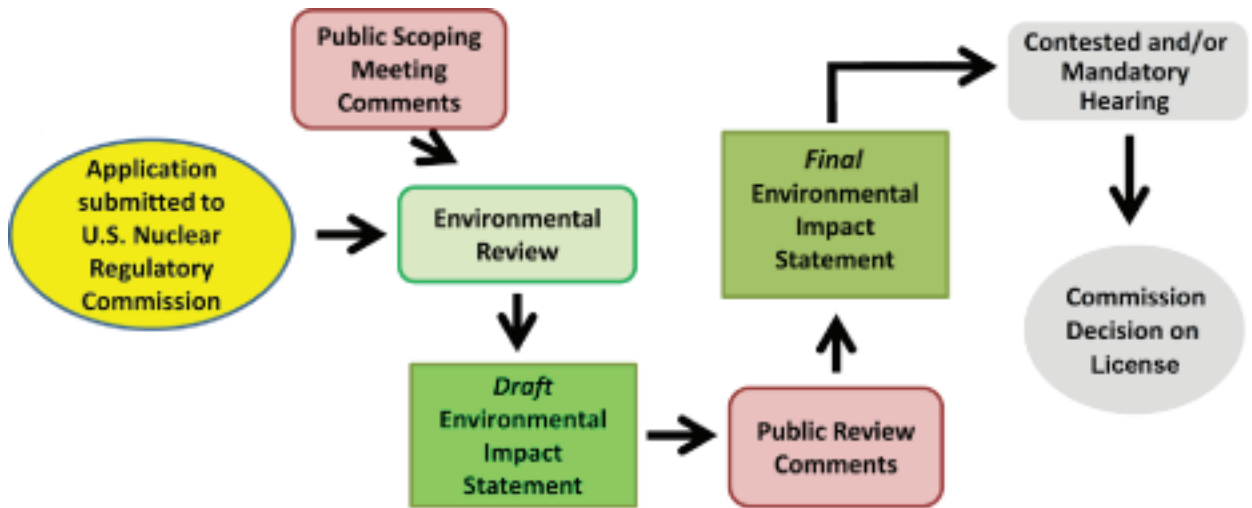 Public Scoping
Meeting
Comments
Application
submitted to
U.S. Nuclear
Regulatory
Commission
Environmental
Review
Draft
Environmental
Impact
Statement
Public Review
Comments
Final
Environmental
Impact
Statement
Contested and/or
Mandatory
Hearing
Commission
Decision on
License